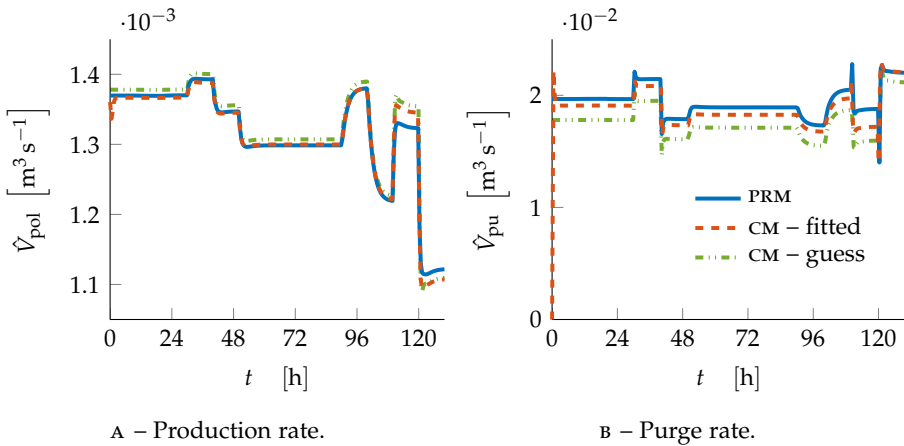 ·10⁻³
1.4
1.3
1.2
1.1
V̂pol [m³ s⁻¹]
0 24 48 72 96 120
t [h]
A – Production rate.
·10⁻²
2
1
0
V̂pu [m³ s⁻¹]
PRM
CM – fitted
CM – guess
0 24 48 72 96 120
t [h]
B – Purge rate.